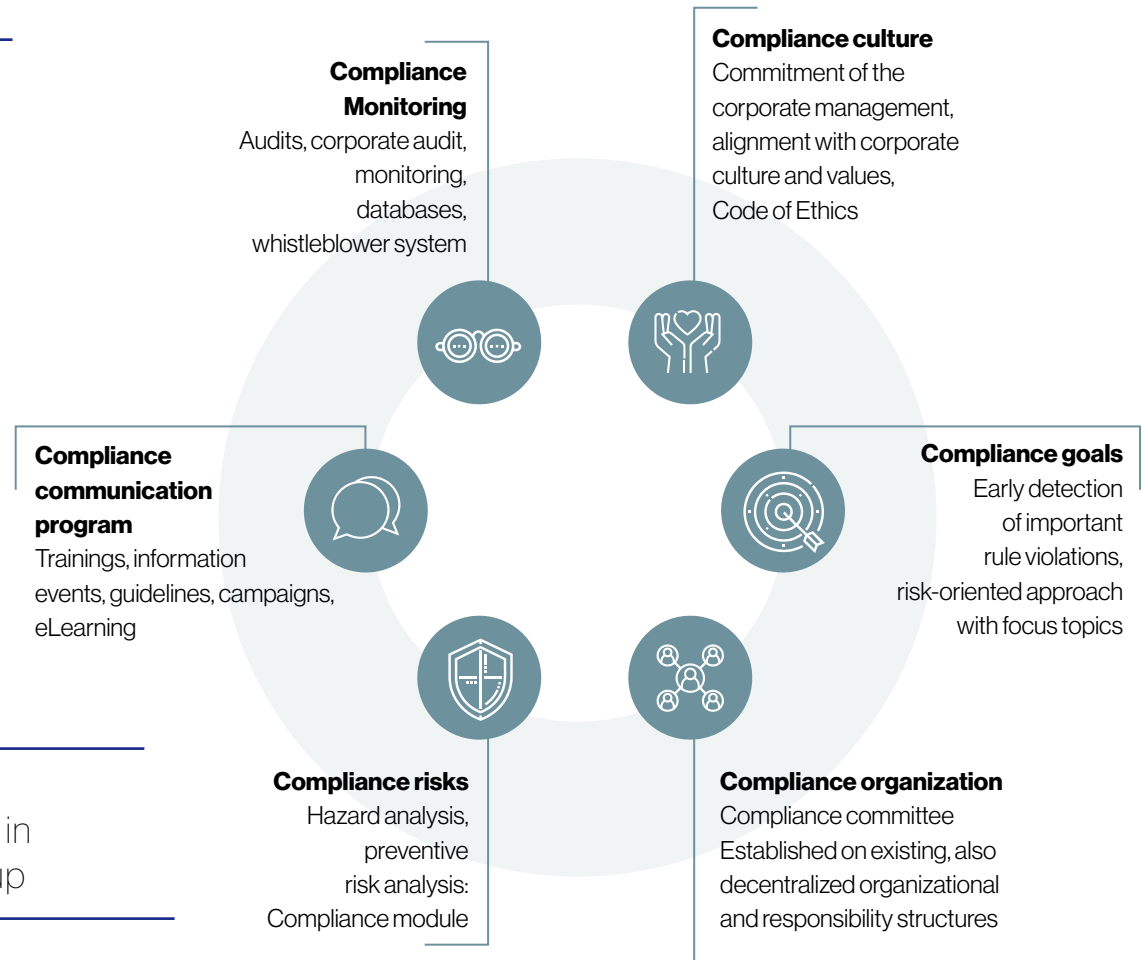 Compliance
Monitoring
Audits, corporate audit,
monitoring,
databases,
whistleblower system
Compliance culture
Commitment of the
corporate management,
alignment with corporate
culture and values,
Code of Ethics
Compliance
communication
program
Trainings, information
events, guidelines, campaigns,
eLearning
Compliance goals
Early detection
of important
rule violations,
risk-oriented approach
with focus topics
Compliance risks
Hazard analysis,
preventive
risk analysis:
Compliance module
Compliance organization
Compliance committee
Established on existing, also
decentralized organizational
and responsibility structures
in